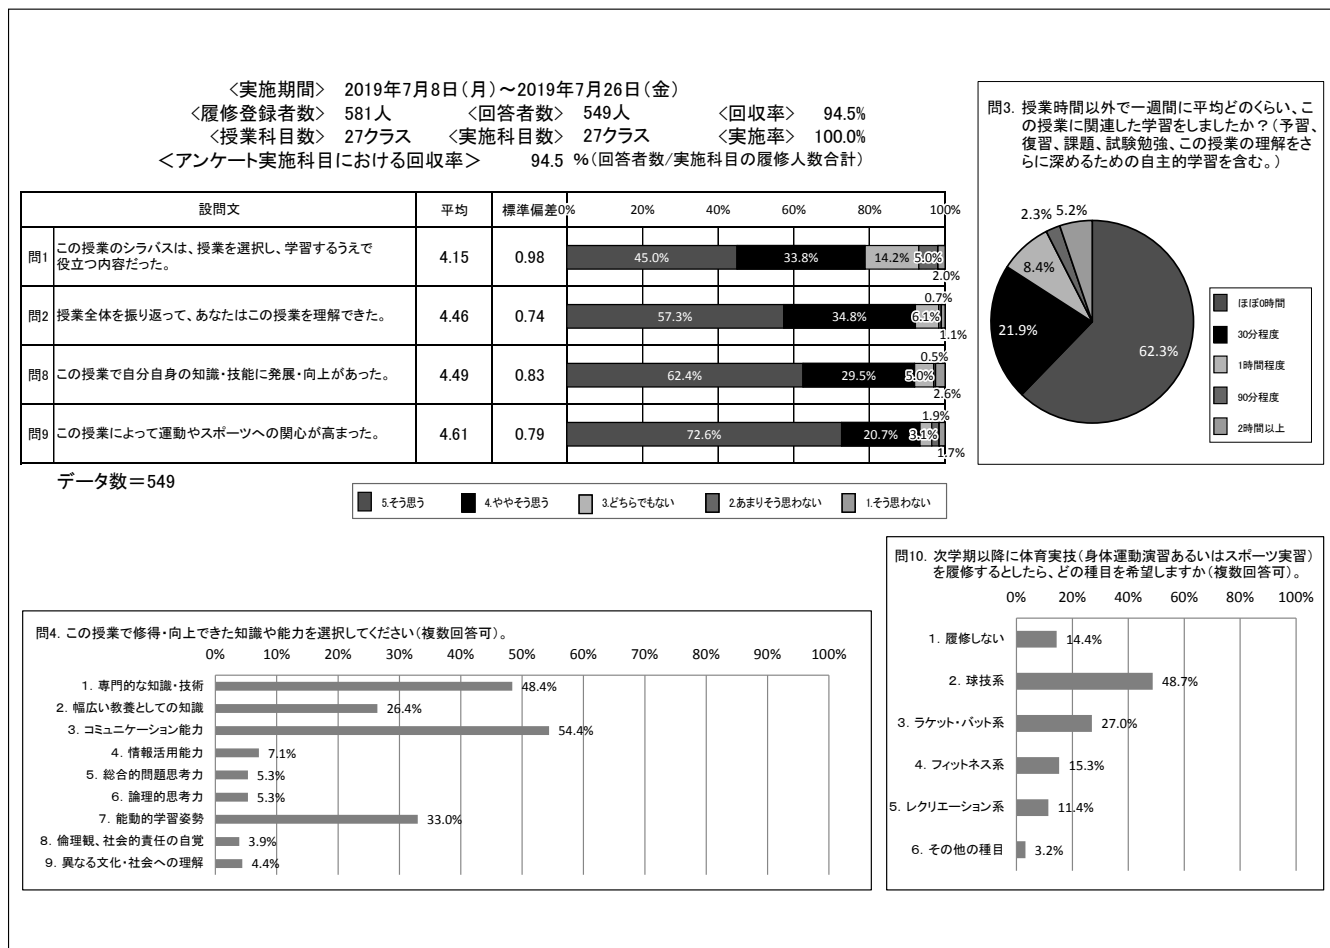 <実施期間> 2019年7月8日(月)~2019年7月26日(金)
<履修登録者数> 581人 <回答者数> 549人 <回収率> 94.5%
<授業科目数> 27クラス <実施科目数> 27クラス <実施率> 100.0%
<アンケート実施科目における回収率> 94.5 %(回答者数/実施科目の履修人数合計)
設問文 平均 標準偏差 0% 20% 40% 60% 80% 100%
問1 この授業のシラバスは、授業を選択し、学習するうえで
役立つ内容だった。 4.15 0.98 45.0% 33.8% 14.2% 5.0% 2.0%
問2 授業全体を振り返って、あなたはこの授業を理解できた。 4.46 0.74 57.3% 34.8% 6.1% 0.7% 1.1%
問8 この授業で自分自身の知識・技能に発展・向上があった。 4.49 0.83 62.4% 29.5% 5.0% 0.5% 2.6%
問9 この授業によって運動やスポーツへの関心が高まった。 4.61 0.79 72.6% 20.7% 3.1% 1.9% 1.7%
データ数=549
5.そう思う 4.ややそう思う 3.どちらでもない 2.あまりそう思わない 1.そう思わない
問3. 授業時間以外で一週間に平均どのくらい、こ
の授業に関連した学習をしましたか?(予習、
復習、課題、試験勉強、この授業の理解をさ
らに深めるための自主的学習を含む。)
2.3% 5.2%
8.4%
21.9%
62.3%
ほぼ0時間
30分程度
1時間程度
90分程度
2時間以上
問4. この授業で修得・向上できた知識や能力を選択してください(複数回答可)。
0% 10% 20% 30% 40% 50% 60% 70% 80% 90% 100%
1. 専門的な知識・技術 48.4%
2. 幅広い教養としての知識 26.4%
3. コミュニケーション能力 54.4%
4. 情報活用能力 7.1%
5. 総合的問題思考力 5.3%
6. 論理的思考力 5.3%
7. 能動的学習姿勢 33.0%
8. 倫理観、社会的責任の自覚 3.9%
9. 異なる文化・社会への理解 4.4%
問10. 次学期以降に体育実技(身体運動演習あるいはスポーツ実習)
を履修するとしたら、どの種目を希望しますか(複数回答可)。
0% 20% 40% 60% 80% 100%
1. 履修しない 14.4%
2. 球技系 48.7%
3. ラケット・バット系 27.0%
4. フィットネス系 15.3%
5. レクリエーション系 11.4%
6. その他の種目 3.2%